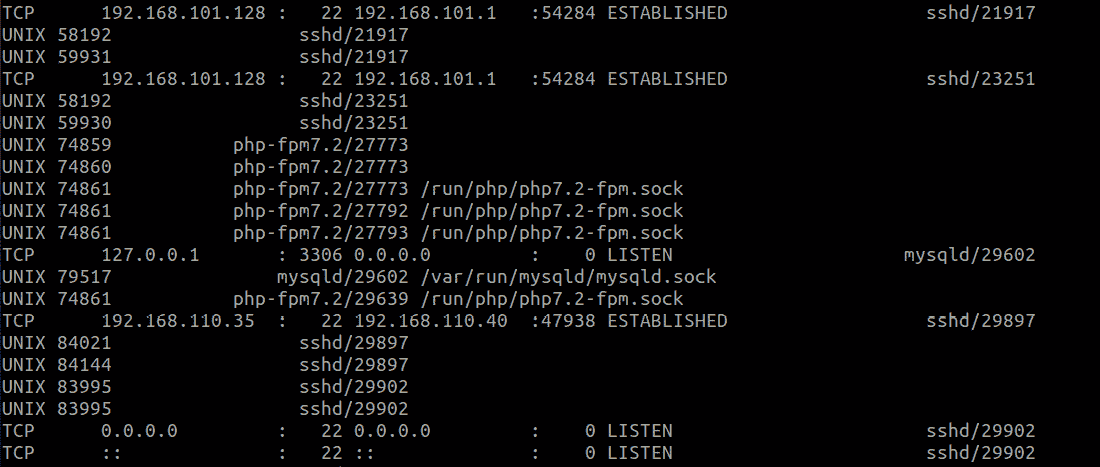 TCP      192.168.101.128 :   22 192.168.101.1   :54284 ESTABLISHED                  sshd/21917
UNIX 58192                 sshd/21917
UNIX 59931                 sshd/21917
TCP      192.168.101.128 :   22 192.168.101.1   :54284 ESTABLISHED                  sshd/23251
UNIX 58192                 sshd/23251
UNIX 59930                 sshd/23251
UNIX 74859           php-fpm7.2/27773
UNIX 74860           php-fpm7.2/27773
UNIX 74861           php-fpm7.2/27773 /run/php/php7.2-fpm.sock
UNIX 74861           php-fpm7.2/27792 /run/php/php7.2-fpm.sock
UNIX 74861           php-fpm7.2/27793 /run/php/php7.2-fpm.sock
TCP      127.0.0.1       : 3306 0.0.0.0         :    0 LISTEN                     mysqld/29602
UNIX 79517               mysqld/29602 /var/run/mysqld/mysqld.sock
UNIX 74861           php-fpm7.2/29639 /run/php/php7.2-fpm.sock
TCP      192.168.110.35  :   22 192.168.110.40  :47938 ESTABLISHED                  sshd/29897
UNIX 84021                 sshd/29897
UNIX 84144                 sshd/29897
UNIX 83995                 sshd/29902
UNIX 83995                 sshd/29902
TCP      0.0.0.0         :   22 0.0.0.0         :    0 LISTEN                       sshd/29902
TCP      ::              :   22 ::              :    0 LISTEN                       sshd/29902